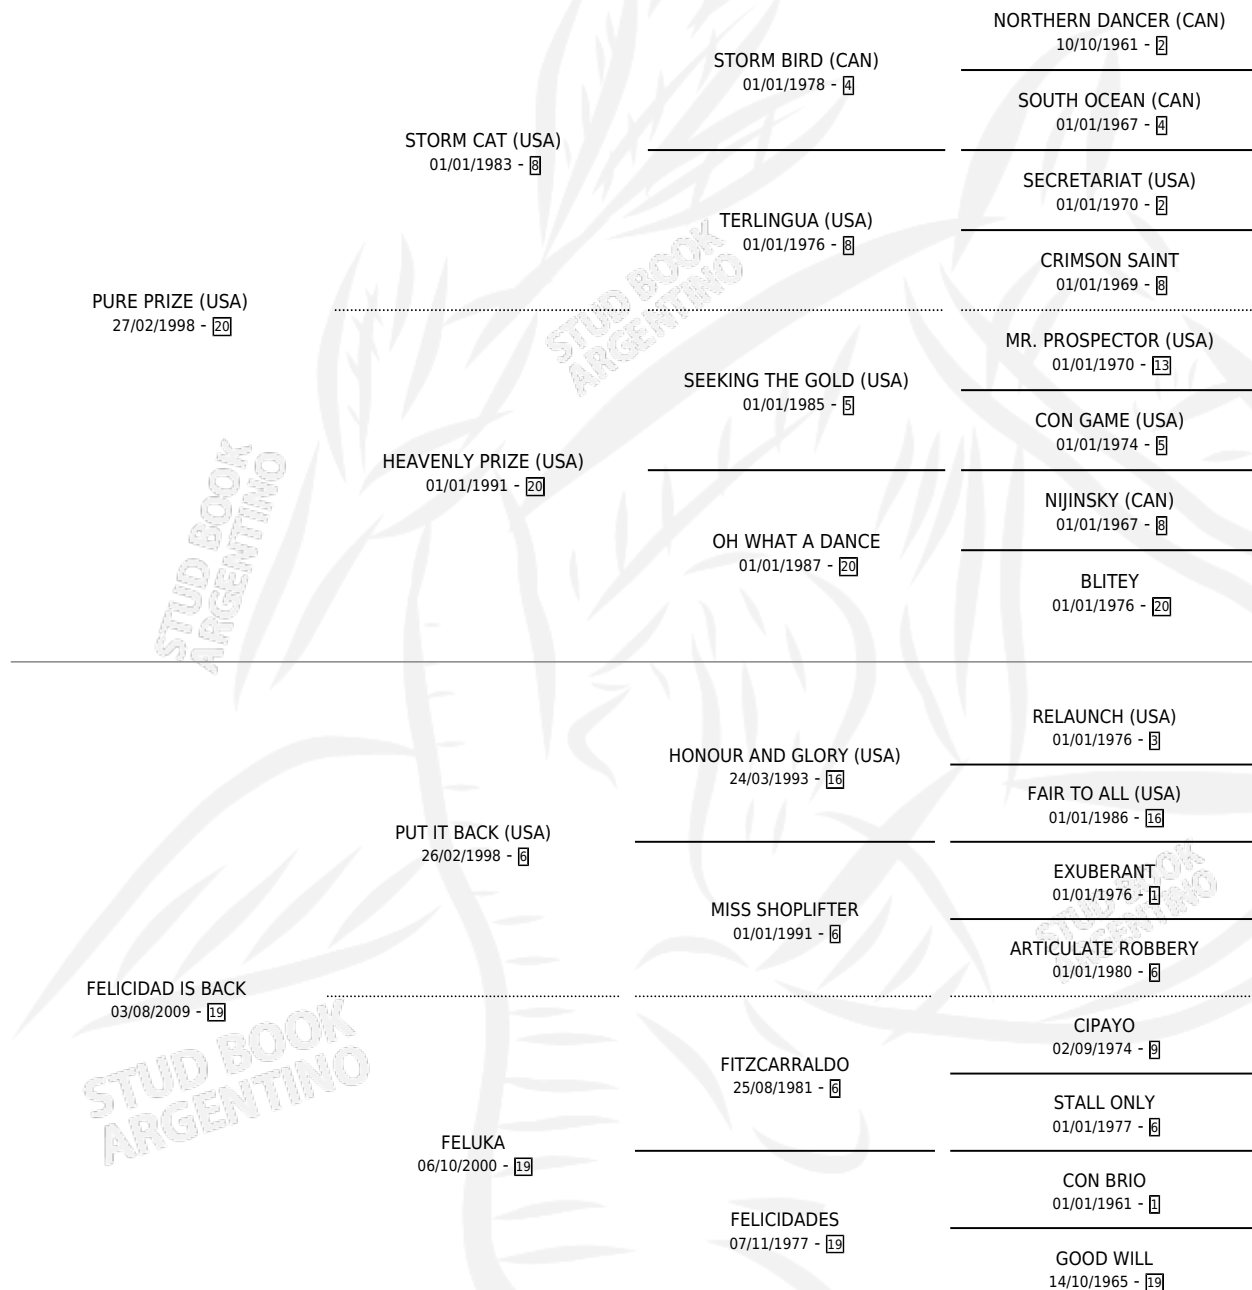 NORTHERN DANCER (CAN)
10/10/1961 - 2
STORM BIRD (CAN)
01/01/1978 - 4
SOUTH OCEAN (CAN)
01/01/1967 - 4
STORM CAT (USA)
01/01/1983 - 8
SECRETARIAT (USA)
01/01/1970 - 2
TERLINGUA (USA)
01/01/1976 - 8
CRIMSON SAINT
01/01/1969 - 8
PURE PRIZE (USA)
27/02/1998 - 20
MR. PROSPECTOR (USA)
01/01/1970 - 13
SEEKING THE GOLD (USA)
01/01/1985 - 5
CON GAME (USA)
01/01/1974 - 5
HEAVENLY PRIZE (USA)
01/01/1991 - 20
NIJINSKY (CAN)
01/01/1967 - 8
OH WHAT A DANCE
01/01/1987 - 20
BLITEY
01/01/1976 - 20
RELAUNCH (USA)
01/01/1976 - 3
HONOUR AND GLORY (USA)
24/03/1993 - 16
FAIR TO ALL (USA)
01/01/1986 - 16
PUT IT BACK (USA)
26/02/1998 - 6
EXUBERANT
01/01/1976 - 1
MISS SHOPLIFTER
01/01/1991 - 6
ARTICULATE ROBBERY
01/01/1980 - 6
FELICIDAD IS BACK
03/08/2009 - 19
CIPAYO
02/09/1974 - 9
FITZCARRALDO
25/08/1981 - 6
STALL ONLY
01/01/1977 - 6
FELUKA
06/10/2000 - 19
CON BRIO
01/01/1961 - 1
FELICIDADES
07/11/1977 - 19
GOOD WILL
14/10/1965 - 19
STUD BOOK
ARGENTINO
STUD BOOK
ARGENTINO
STUD BOOK
ARGENTINO
STUD BOOK
ARGENTINO